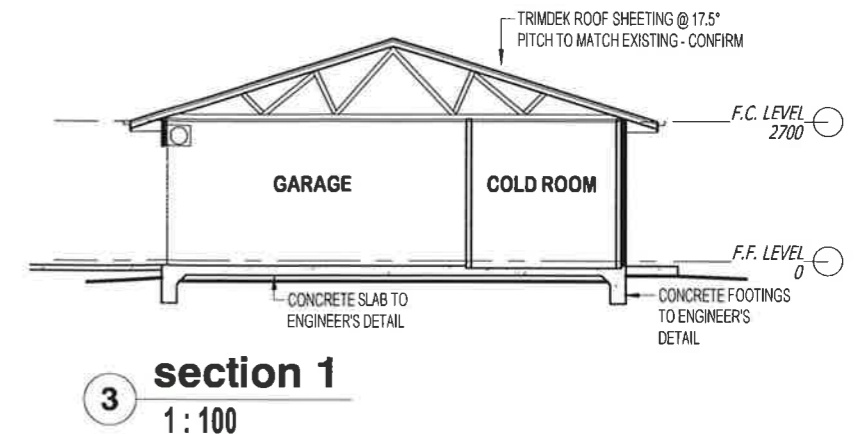 TRIMDEK ROOF SHEETING @ 17.5°
PITCH TO MATCH EXISTING - CONFIRM
F.C. LEVEL
2700
GARAGE
COLD ROOM
F.F. LEVEL
0
CONCRETE SLAB TO
ENGINEER'S DETAIL
CONCRETE FOOTINGS
TO ENGINEER'S
DETAIL
3
section 1
1 : 100